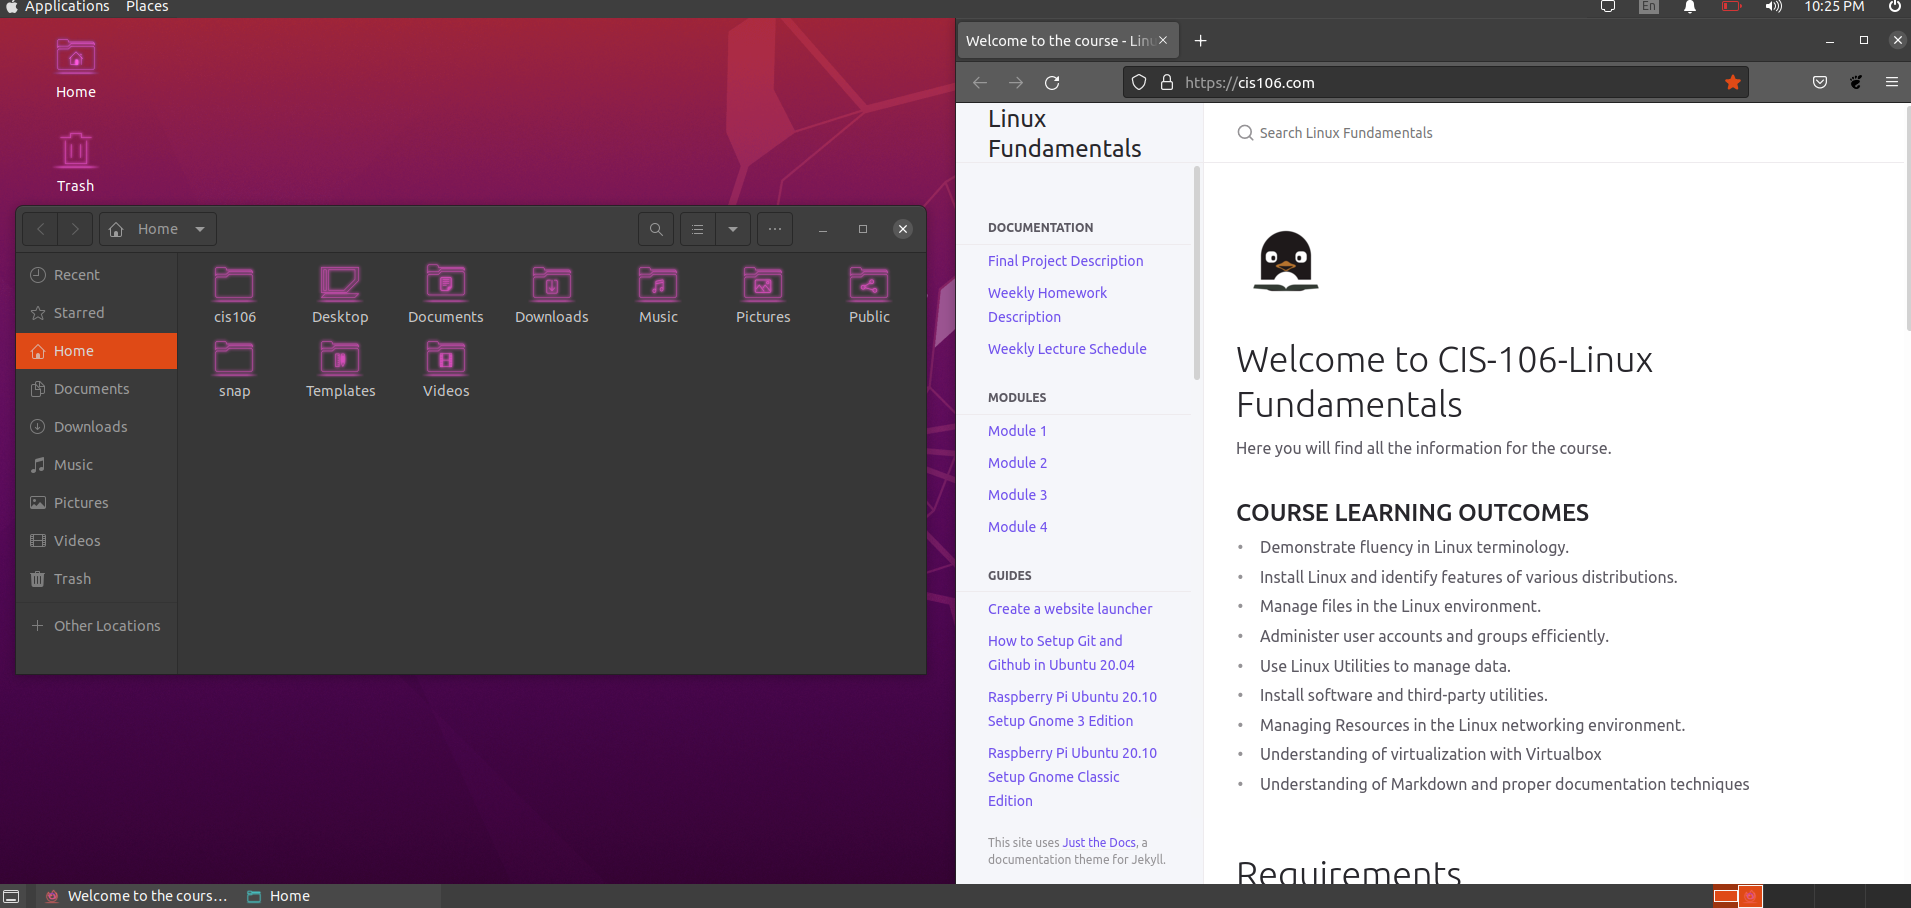 Applications Places
En 10:25 PM
Home
Trash
Home
Recent
Starred
Home
Documents
Downloads
Music
Pictures
Videos
Trash
Other Locations
cis106 Desktop Documents Downloads Music Pictures Public
snap Templates Videos
Welcome to the course - Linu
https://cis106.com
Linux
Fundamentals
Search Linux Fundamentals
DOCUMENTATION
Final Project Description
Weekly Homework
Description
Weekly Lecture Schedule
MODULES
Module 1
Module 2
Module 3
Module 4
GUIDES
Create a website launcher
How to Setup Git and
Github in Ubuntu 20.04
Raspberry Pi Ubuntu 20.10
Setup Gnome 3 Edition
Raspberry Pi Ubuntu 20.10
Setup Gnome Classic
Edition
This site uses Just the Docs, a
documentation theme for Jekyll.
Welcome to CIS-106-Linux
Fundamentals
Here you will find all the information for the course.
COURSE LEARNING OUTCOMES
• Demonstrate fluency in Linux terminology.
• Install Linux and identify features of various distributions.
• Manage files in the Linux environment.
• Administer user accounts and groups efficiently.
• Use Linux Utilities to manage data.
• Install software and third-party utilities.
• Managing Resources in the Linux networking environment.
• Understanding of virtualization with Virtualbox
• Understanding of Markdown and proper documentation techniques
Requirements
Welcome to the cours... Home